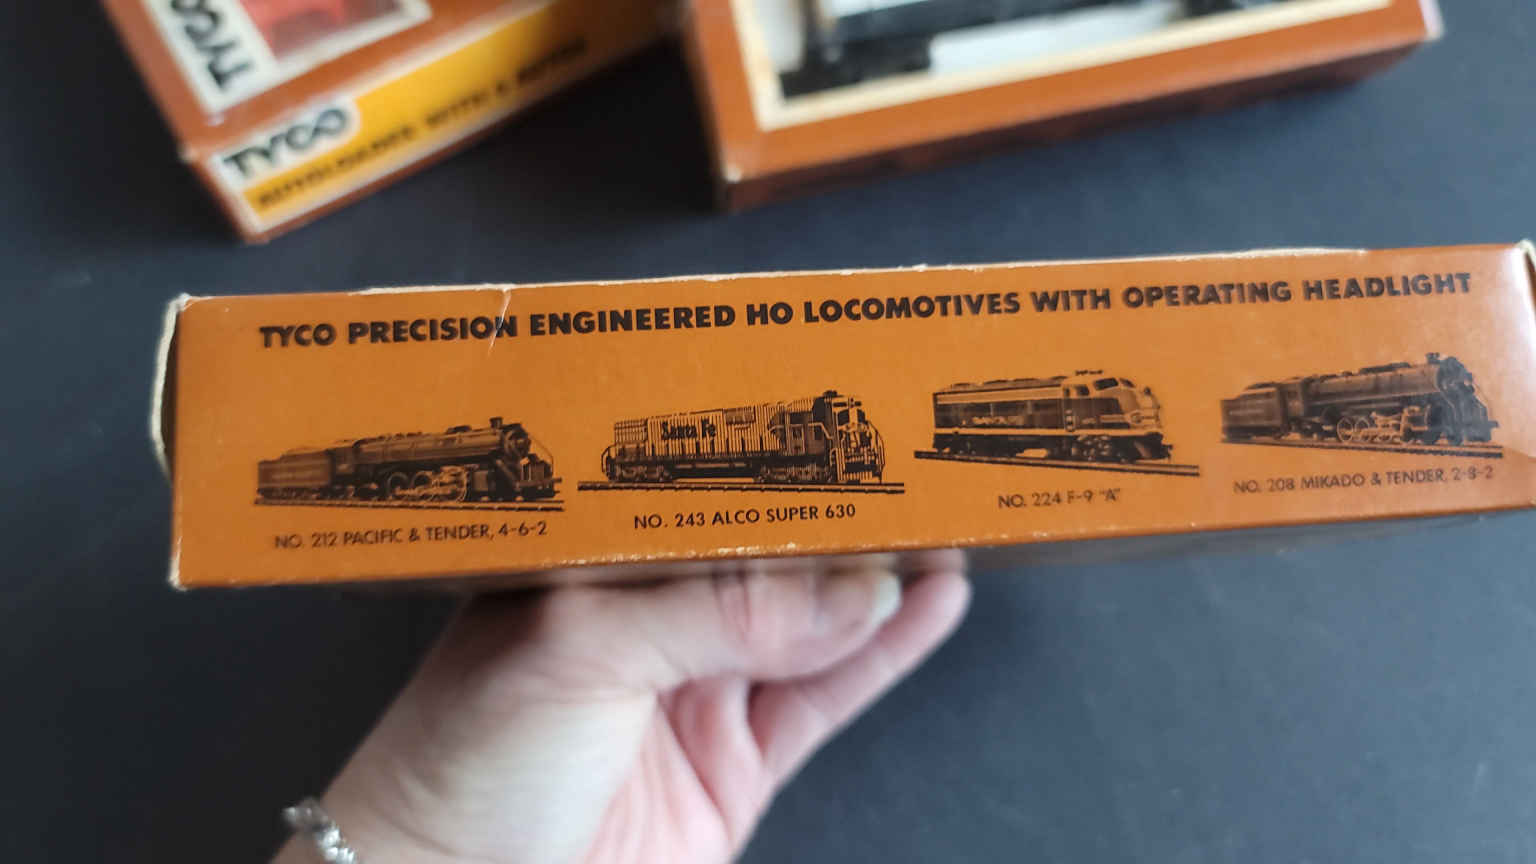 TYCO
TYCO
TYCO PRECISION ENGINEERED HO LOCOMOTIVES WITH OPERATING HEADLIGHT
Santa Fe
NO. 212 PACIFIC & TENDER, 4-6-2
NO. 243 ALCO SUPER 630
NO. 224 F-9 "A"
NO. 208 MIKADO & TENDER, 2-8-2